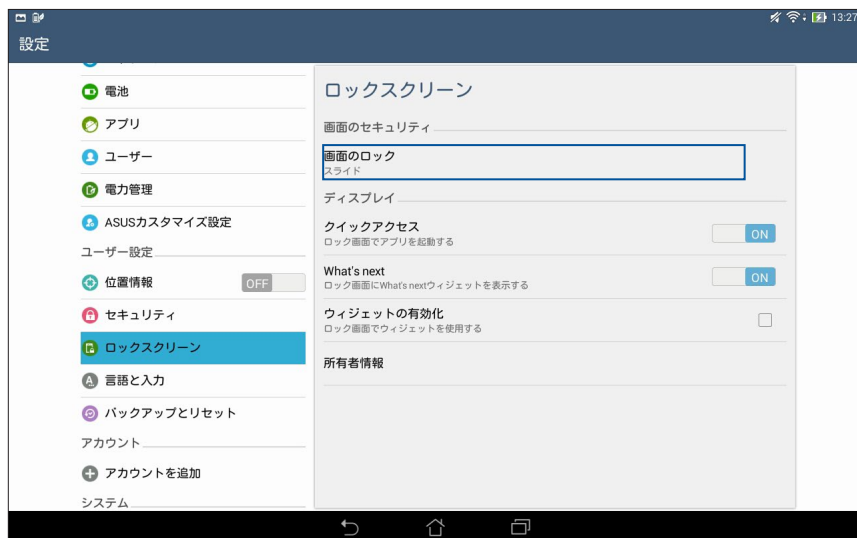 13:27
設定
電池
アプリ
ユーザー
電力管理
ASUSカスタマイズ設定
ユーザー設定
位置情報 OFF
セキュリティ
ロックスクリーン
言語と入力
バックアップとリセット
アカウント
アカウントを追加
システム
ロックスクリーン
画面のセキュリティ
画面のロック
スライド
ディスプレイ
クイックアクセス
ロック画面でアプリを起動する
ON
What's next
ロック画面にWhat's nextウィジェットを表示する
ON
ウィジェットの有効化
ロック画面でウィジェットを使用する
所有者情報